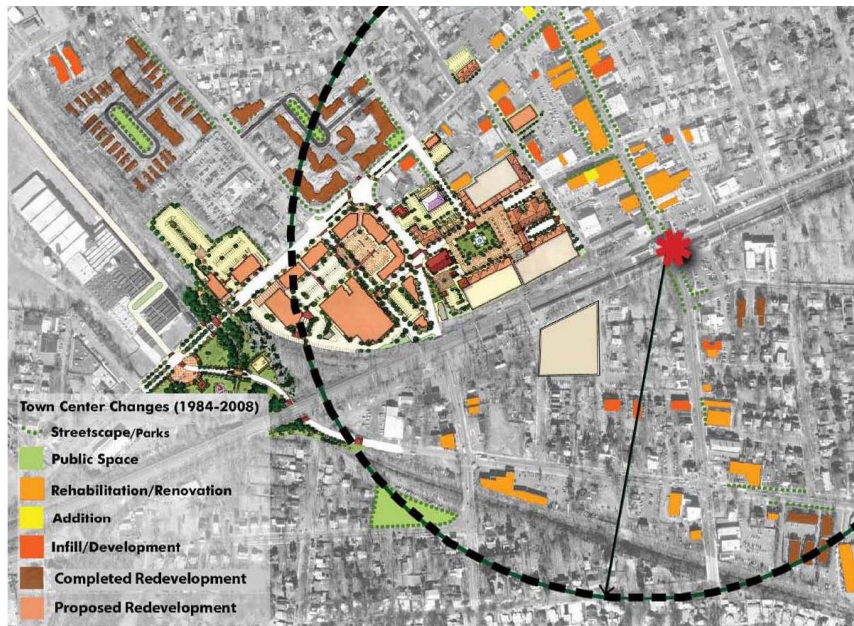 Town Center Changes (1984-2008)
Streetscape/Parks
Public Space
Rehabilitation/Renovation
Addition
Infill/Development
Completed Redevelopment
Proposed Redevelopment